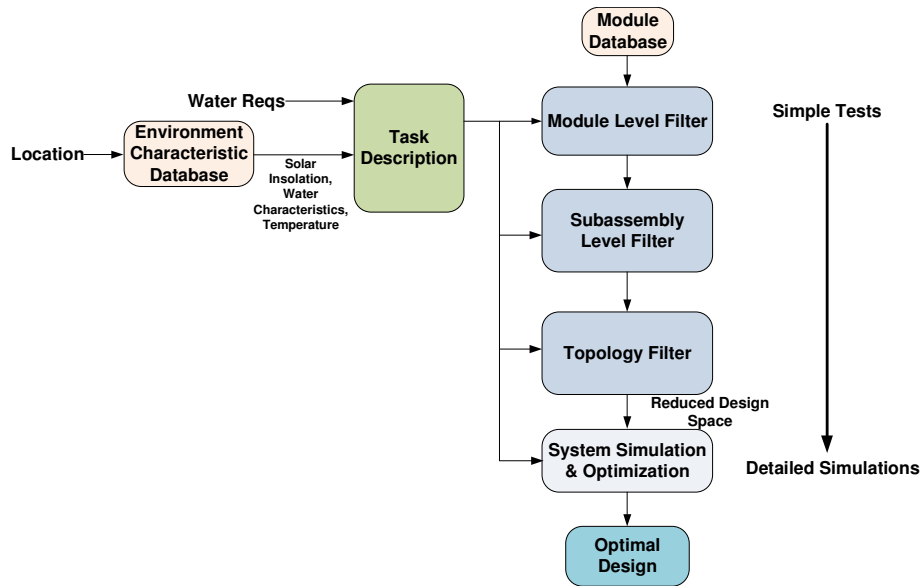 Module
Database
Water Reqs
Task
Description
Module Level Filter
Simple Tests
Location
Environment
Characteristic
Database
Solar
Insolation,
Water
Characteristics,
Temperature
Subassembly
Level Filter
Topology Filter
Reduced Design
Space
System Simulation
& Optimization
Detailed Simulations
Optimal
Design